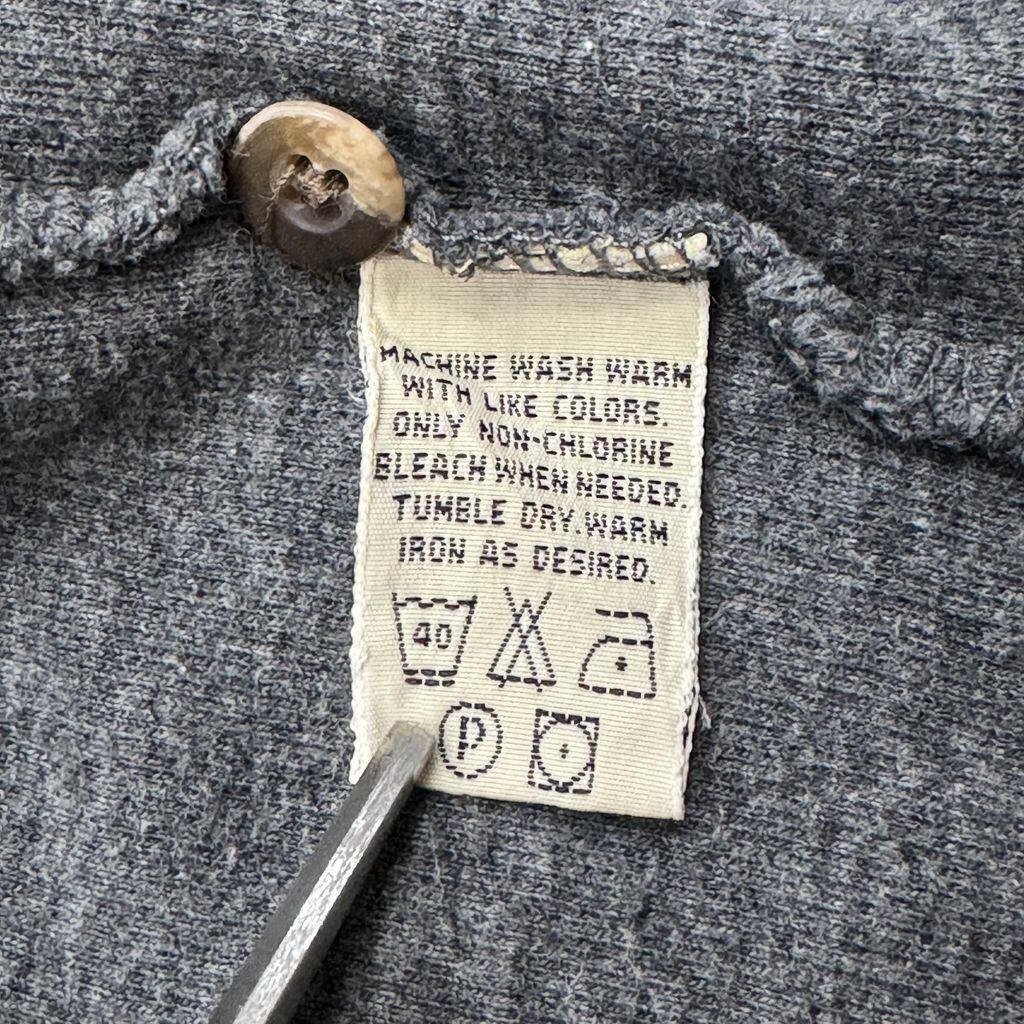 MACHINE WASH WARM
WITH LIKE COLORS.
ONLY NON-CHLORINE
BLEACH WHEN NEEDED.
TUMBLE DRY.WARM
IRON AS DESIRED.
40
P